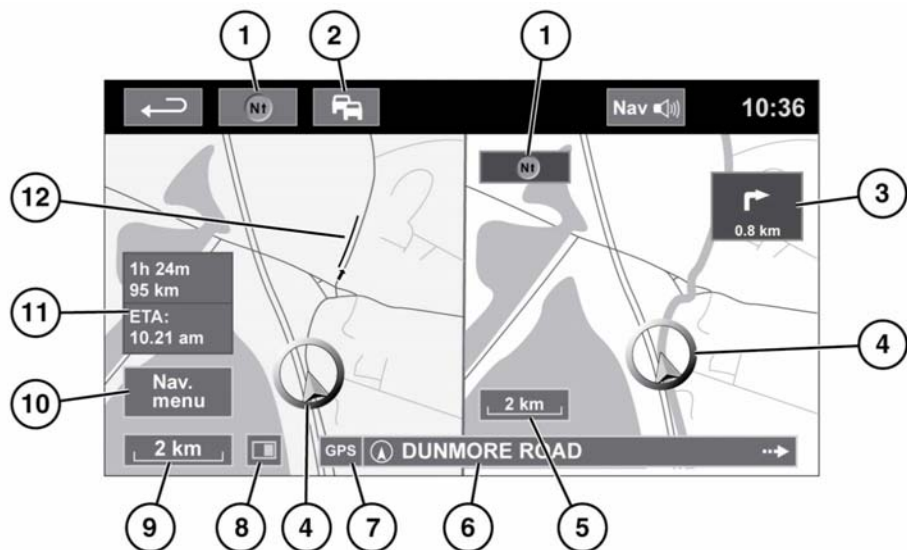 1
2
1
Nt
Nav
10:36
Nt
12
3
0.8 km
1h 24m
95 km
11
ETA:
10.21 am
4
10
Nav.
menu
2 km
2 km
GPS
DUNMORE ROAD
9
8
4
7
6
5